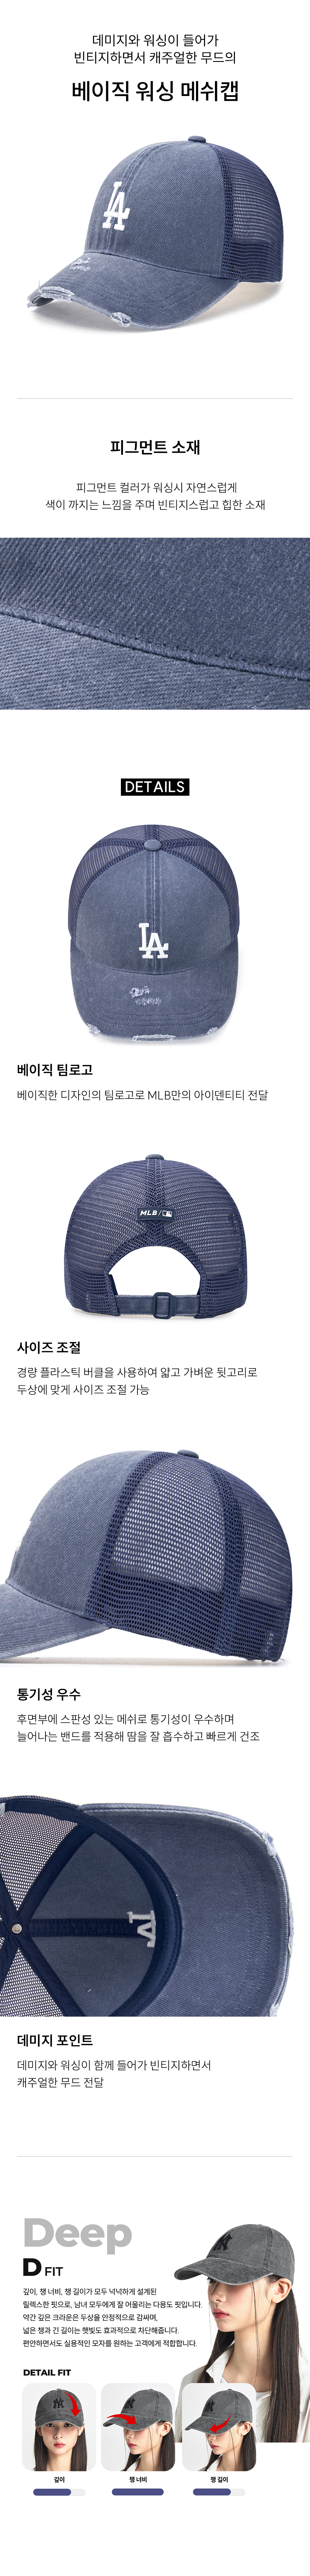 데미지와 워싱이 들어가
빈티지하면서 캐주얼한 무드의
베이직 워싱 메쉬캡
LA
피그먼트 소재
피그먼트 컬러가 워싱시 자연스럽게
색이 까지는 느낌을 주며 빈티지스럽고 힙한 소재
DETAILS
LA
베이직 팀로고
베이직한 디자인의 팀로고로 MLB만의 아이덴티티 전달
MLB /
사이즈 조절
경량 플라스틱 버클을 사용하여 얇고 가벼운 뒷고리로
두상에 맞게 사이즈 조절 가능
통기성 우수
후면부에 스판성 있는 메쉬로 통기성이 우수하며
늘어나는 밴드를 적용해 땀을 잘 흡수하고 빠르게 건조
데미지 포인트
데미지와 워싱이 함께 들어가 빈티지하면서
캐주얼한 무드 전달
Deep
D FIT
깊이, 챙 너비, 챙 길이가 모두 넉넉하게 설계된
릴렉스한 핏으로, 남녀 모두에게 잘 어울리는 다용도 핏입니다.
약간 깊은 크라운은 두상을 안정적으로 감싸며,
넓은 챙과 긴 길이는 햇빛도 효과적으로 차단해줍니다.
편안하면서도 실용적인 모자를 원하는 고객에게 적합합니다.
DETAIL FIT
깊이
챙 너비
챙 길이